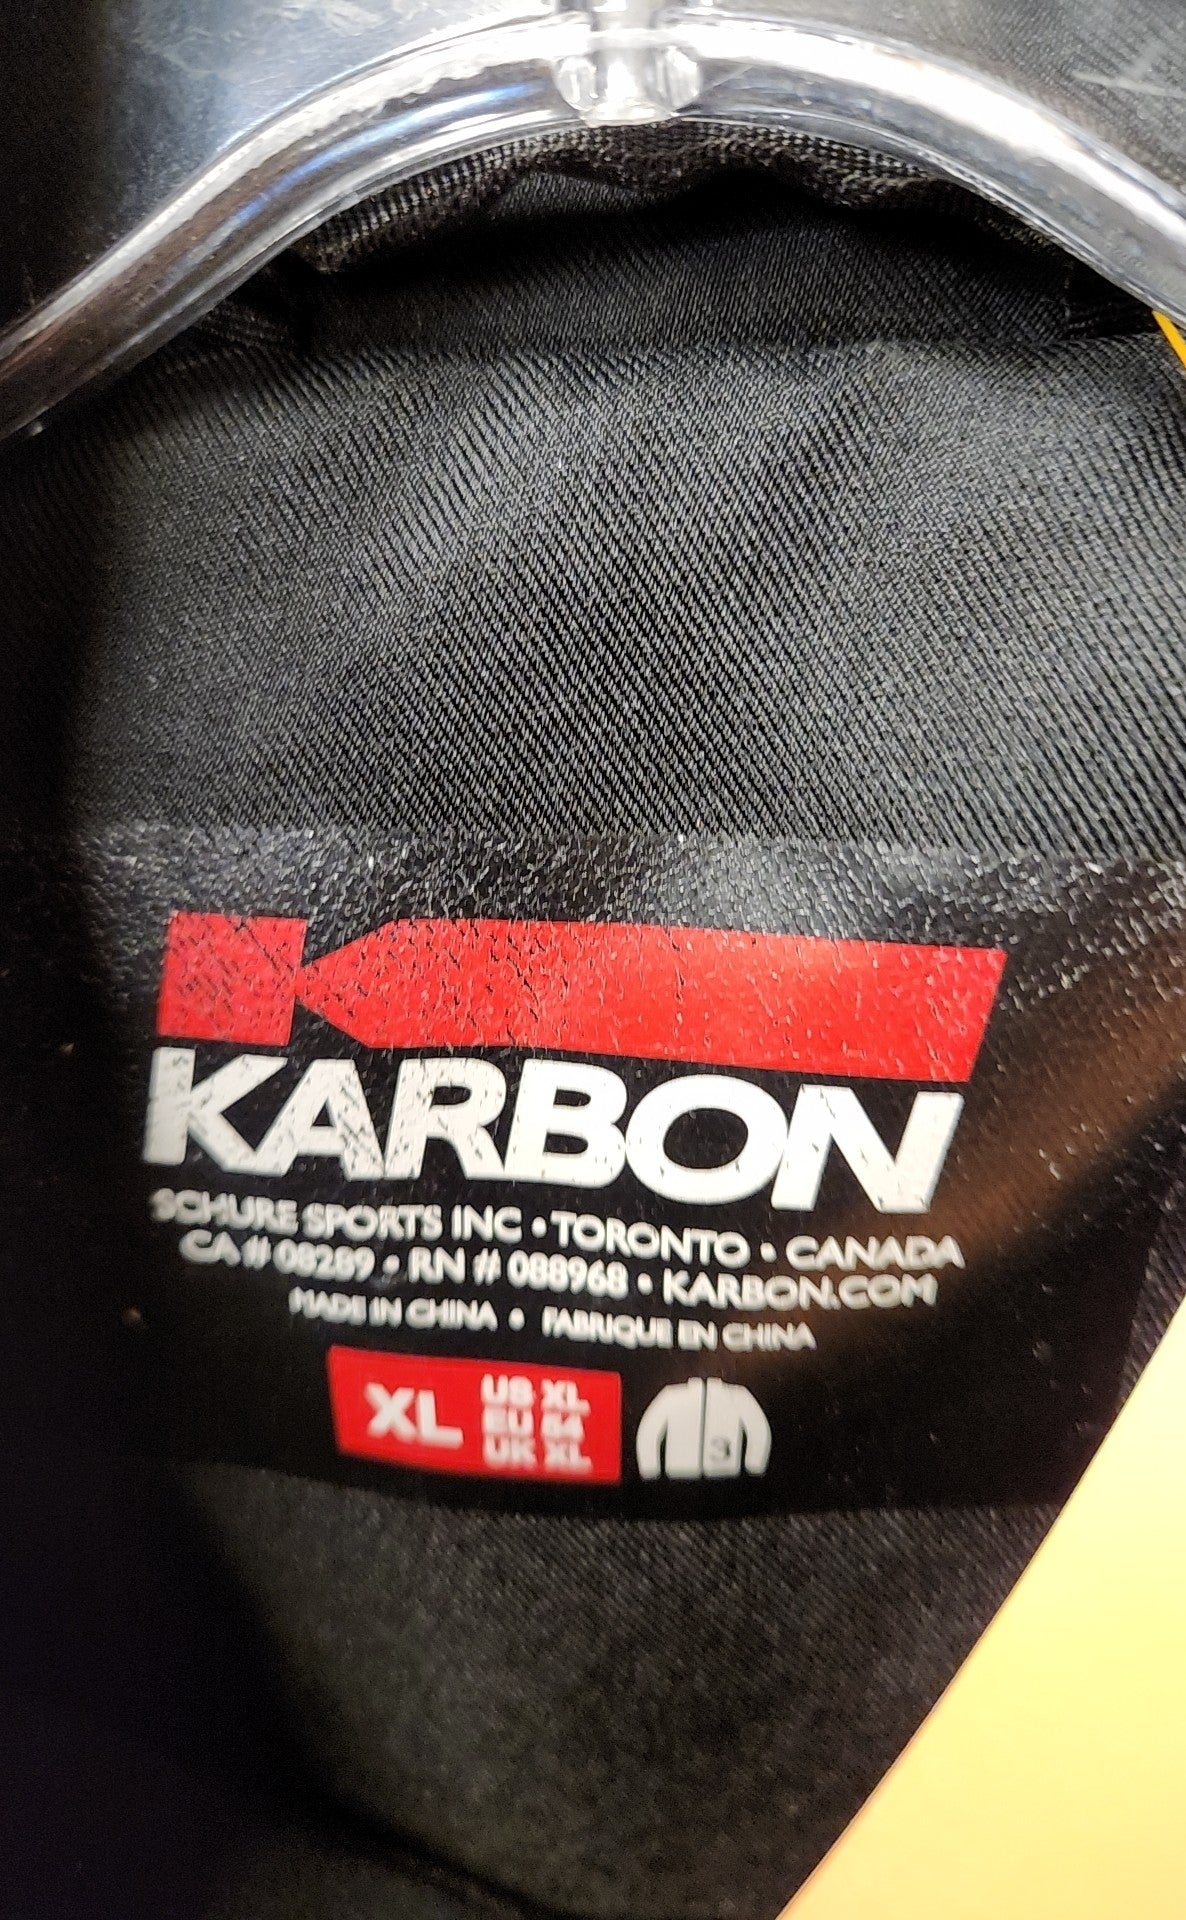 KARBON
SCHURE SPORTS INC • TORONTO • CANADA
CA # 08289 • RN # 088968 • KARBON.COM
MADE IN CHINA • FABRIQUE EN CHINA
XL
US XL
EU 54
UK XL
3